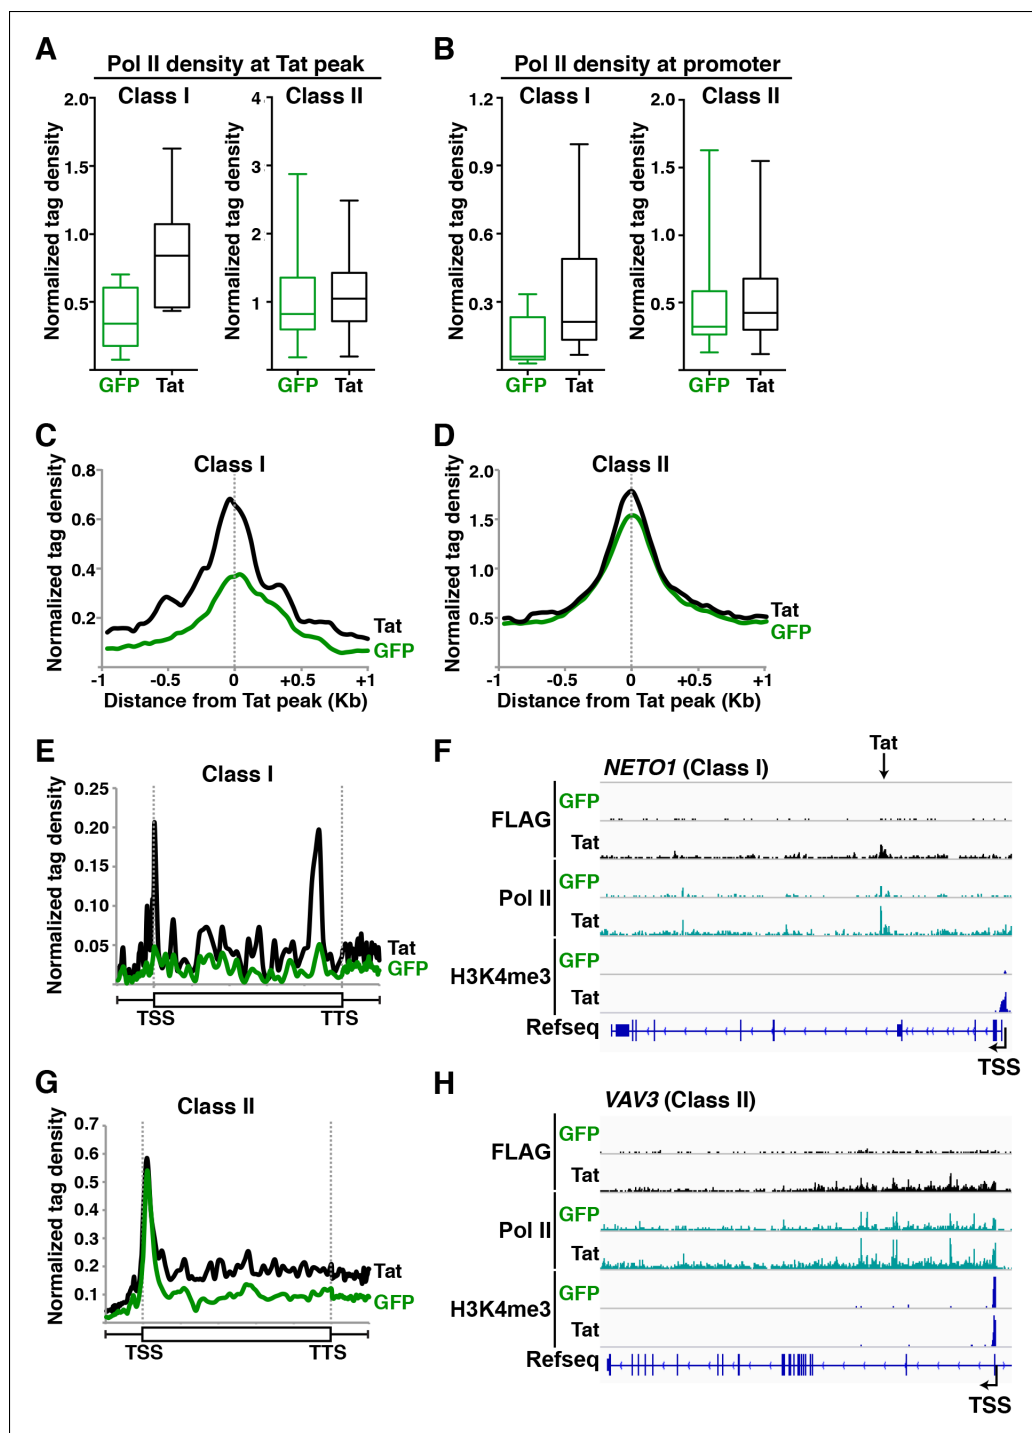 A
Pol II density at Tat peak
Class I
Class II
Normalized tag density
2.0
1.5
1.0
0.5
GFP
Tat
Normalized tag density
4
3
2
1
GFP
Tat
B
Pol II density at promoter
Class I
Class II
Normalized tag density
1.2
0.9
0.6
0.3
GFP
Tat
Normalized tag density
2.0
1.5
1.0
0.5
GFP
Tat
C
Class I
Normalized tag density
0.8
0.6
0.4
0.2
Tat
GFP
-1 -0.5 0 +0.5 +1
Distance from Tat peak (Kb)
D
Class II
Normalized tag density
2.0
1.5
1.0
0.5
Tat
GFP
-1 -0.5 0 +0.5 +1
Distance from Tat peak (Kb)
E
Class I
Normalized tag density
0.25
0.20
0.15
0.10
0.05
Tat
GFP
TSS TTS
F
Tat
NETO1 (Class I)
FLAG
GFP
Tat
Pol II
GFP
Tat
H3K4me3
GFP
Tat
Refseq
TSS
G
Class II
Normalized tag density
0.7
0.6
0.5
0.4
0.3
0.2
0.1
Tat
GFP
TSS TTS
H
VAV3 (Class II)
FLAG
GFP
Tat
Pol II
GFP
Tat
H3K4me3
GFP
Tat
Refseq
TSS